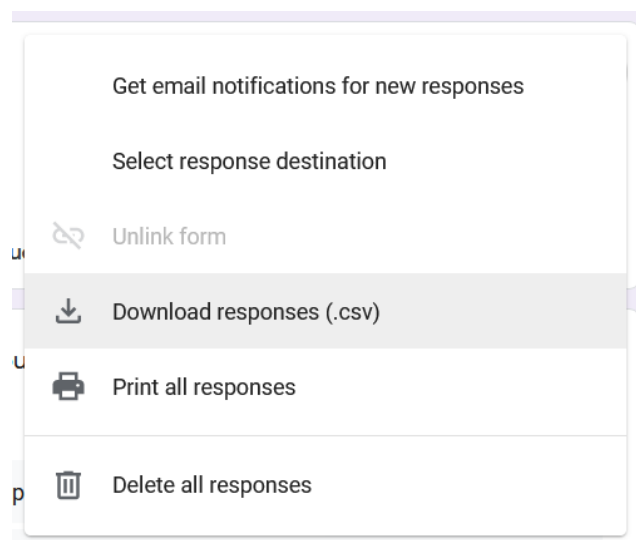 Get email notifications for new responses
Select response destination
Unlink form
Download responses (.csv)
Print all responses
Delete all responses